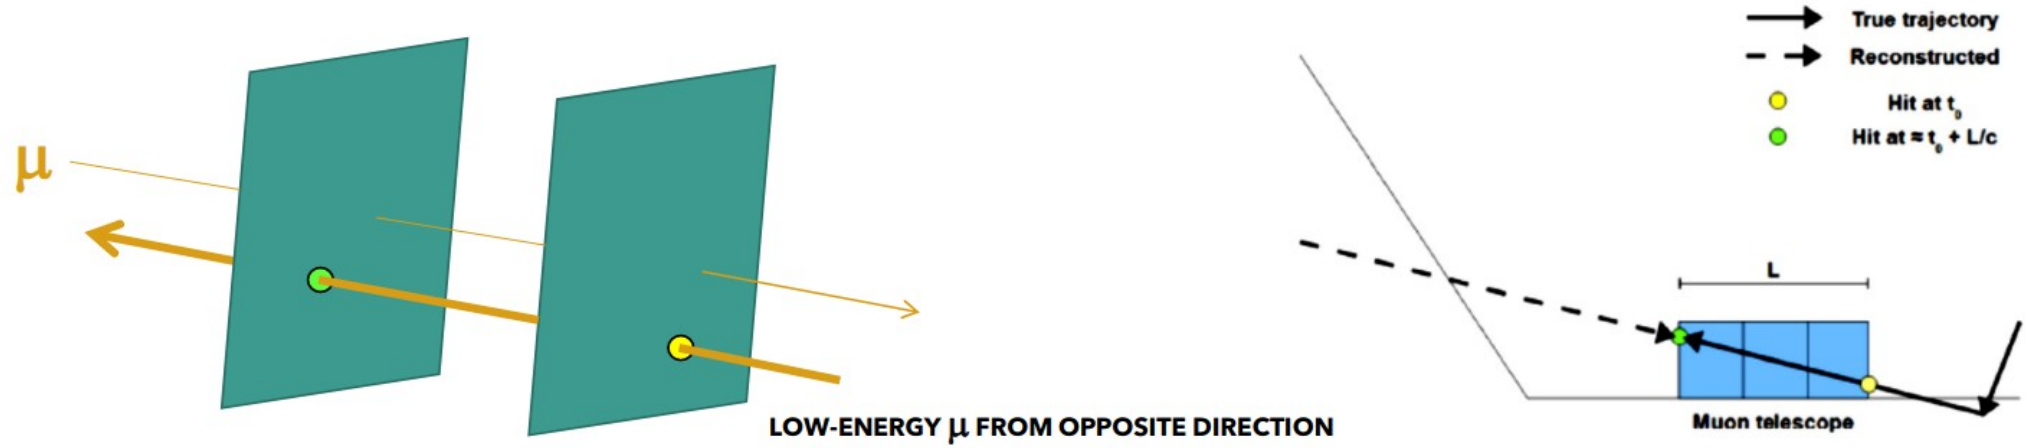 μ
LOW-ENERGY μ FROM OPPOSITE DIRECTION
True trajectory
Reconstructed
Hit at t0
Hit at ≈ t0 + L/c
L
Muon telescope